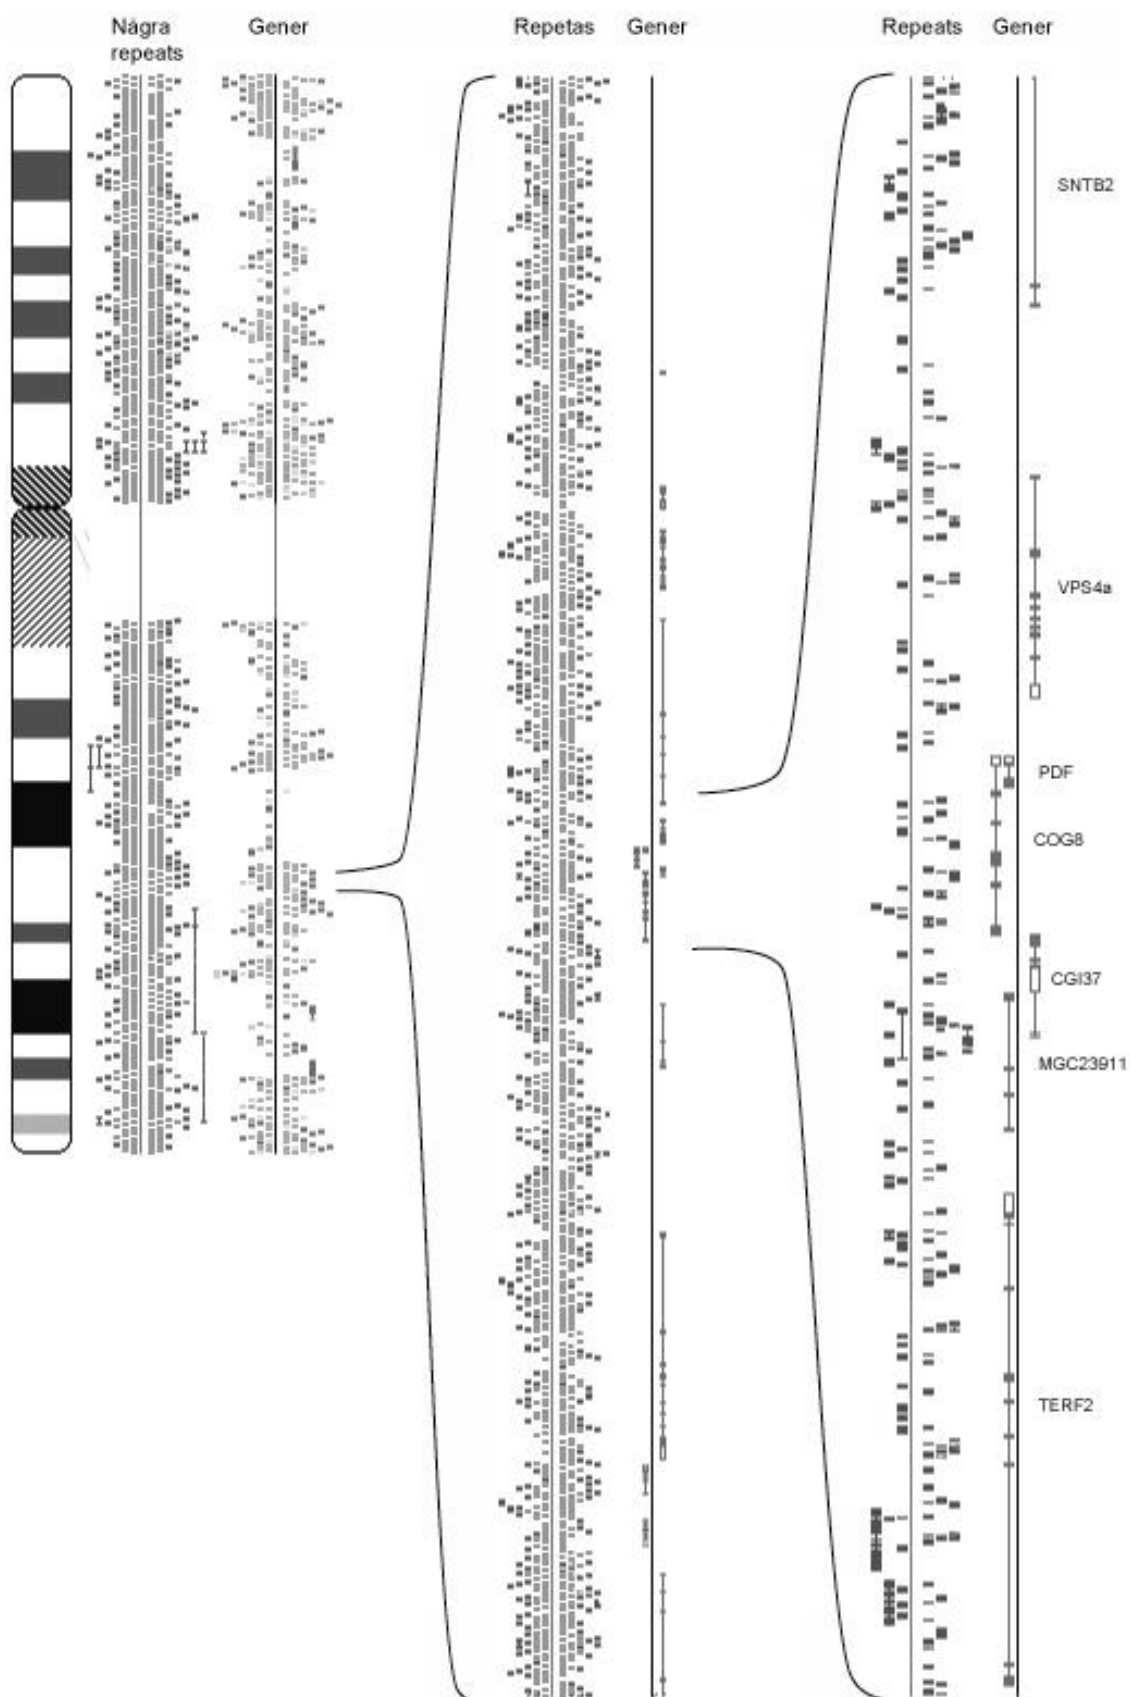 Några Gener Repetas Gener Repeats Gener
repeats
SNTB2
VPS4a
PDF
COG8
CGI37
MGC23911
TERF2